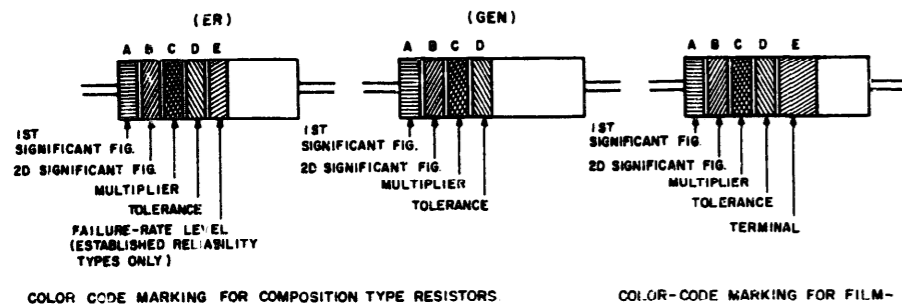 (ER)
A B C D E
1ST
SIGNIFICANT FIG.
2D SIGNIFICANT FIG.
MULTIPLIER
TOLERANCE
FAILURE-RATE LEVEL
(ESTABLISHED RELIABILITY
TYPES ONLY)
(GEN)
A B C D
1ST
SIGNIFICANT FIG.
2D SIGNIFICANT FIG.
MULTIPLIER
TOLERANCE
COLOR CODE MARKING FOR COMPOSITION TYPE RESISTORS.
A B C D E
1ST
SIGNIFICANT FIG.
2D SIGNIFICANT FIG.
MULTIPLIER
TOLERANCE
TERMINAL
COLOR-CODE MARKING FOR FILM-